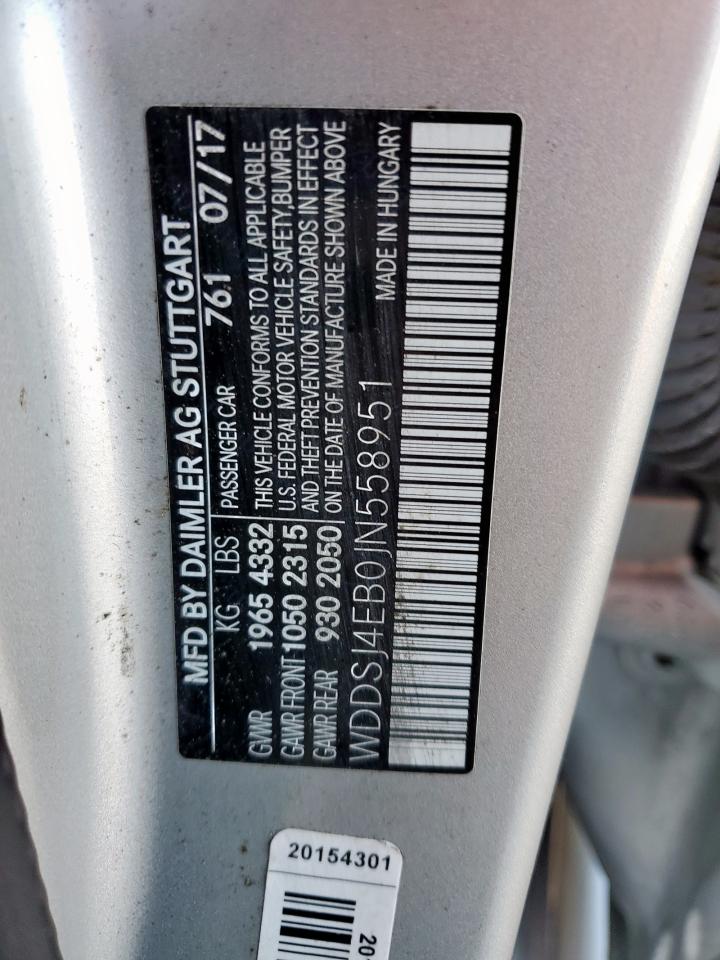 MFD BY DAIMLER AG STUTTGART
KG LBS PASSENGER CAR 761 07/17
GVWR 1965 4332 THIS VEHICLE CONFORMS TO ALL APPLICABLE
GAWR FRONT 1050 2315 U.S. FEDERAL MOTOR VEHICLE SAFETY,BUMPER
GAWR REAR 930 2050 AND THEFT PREVENTION STANDARDS IN EFFECT
ON THE DATE OF MANUFACTURE SHOWN ABOVE
WDDSJ4EB0JN558951 MADE IN HUNGARY
20154301